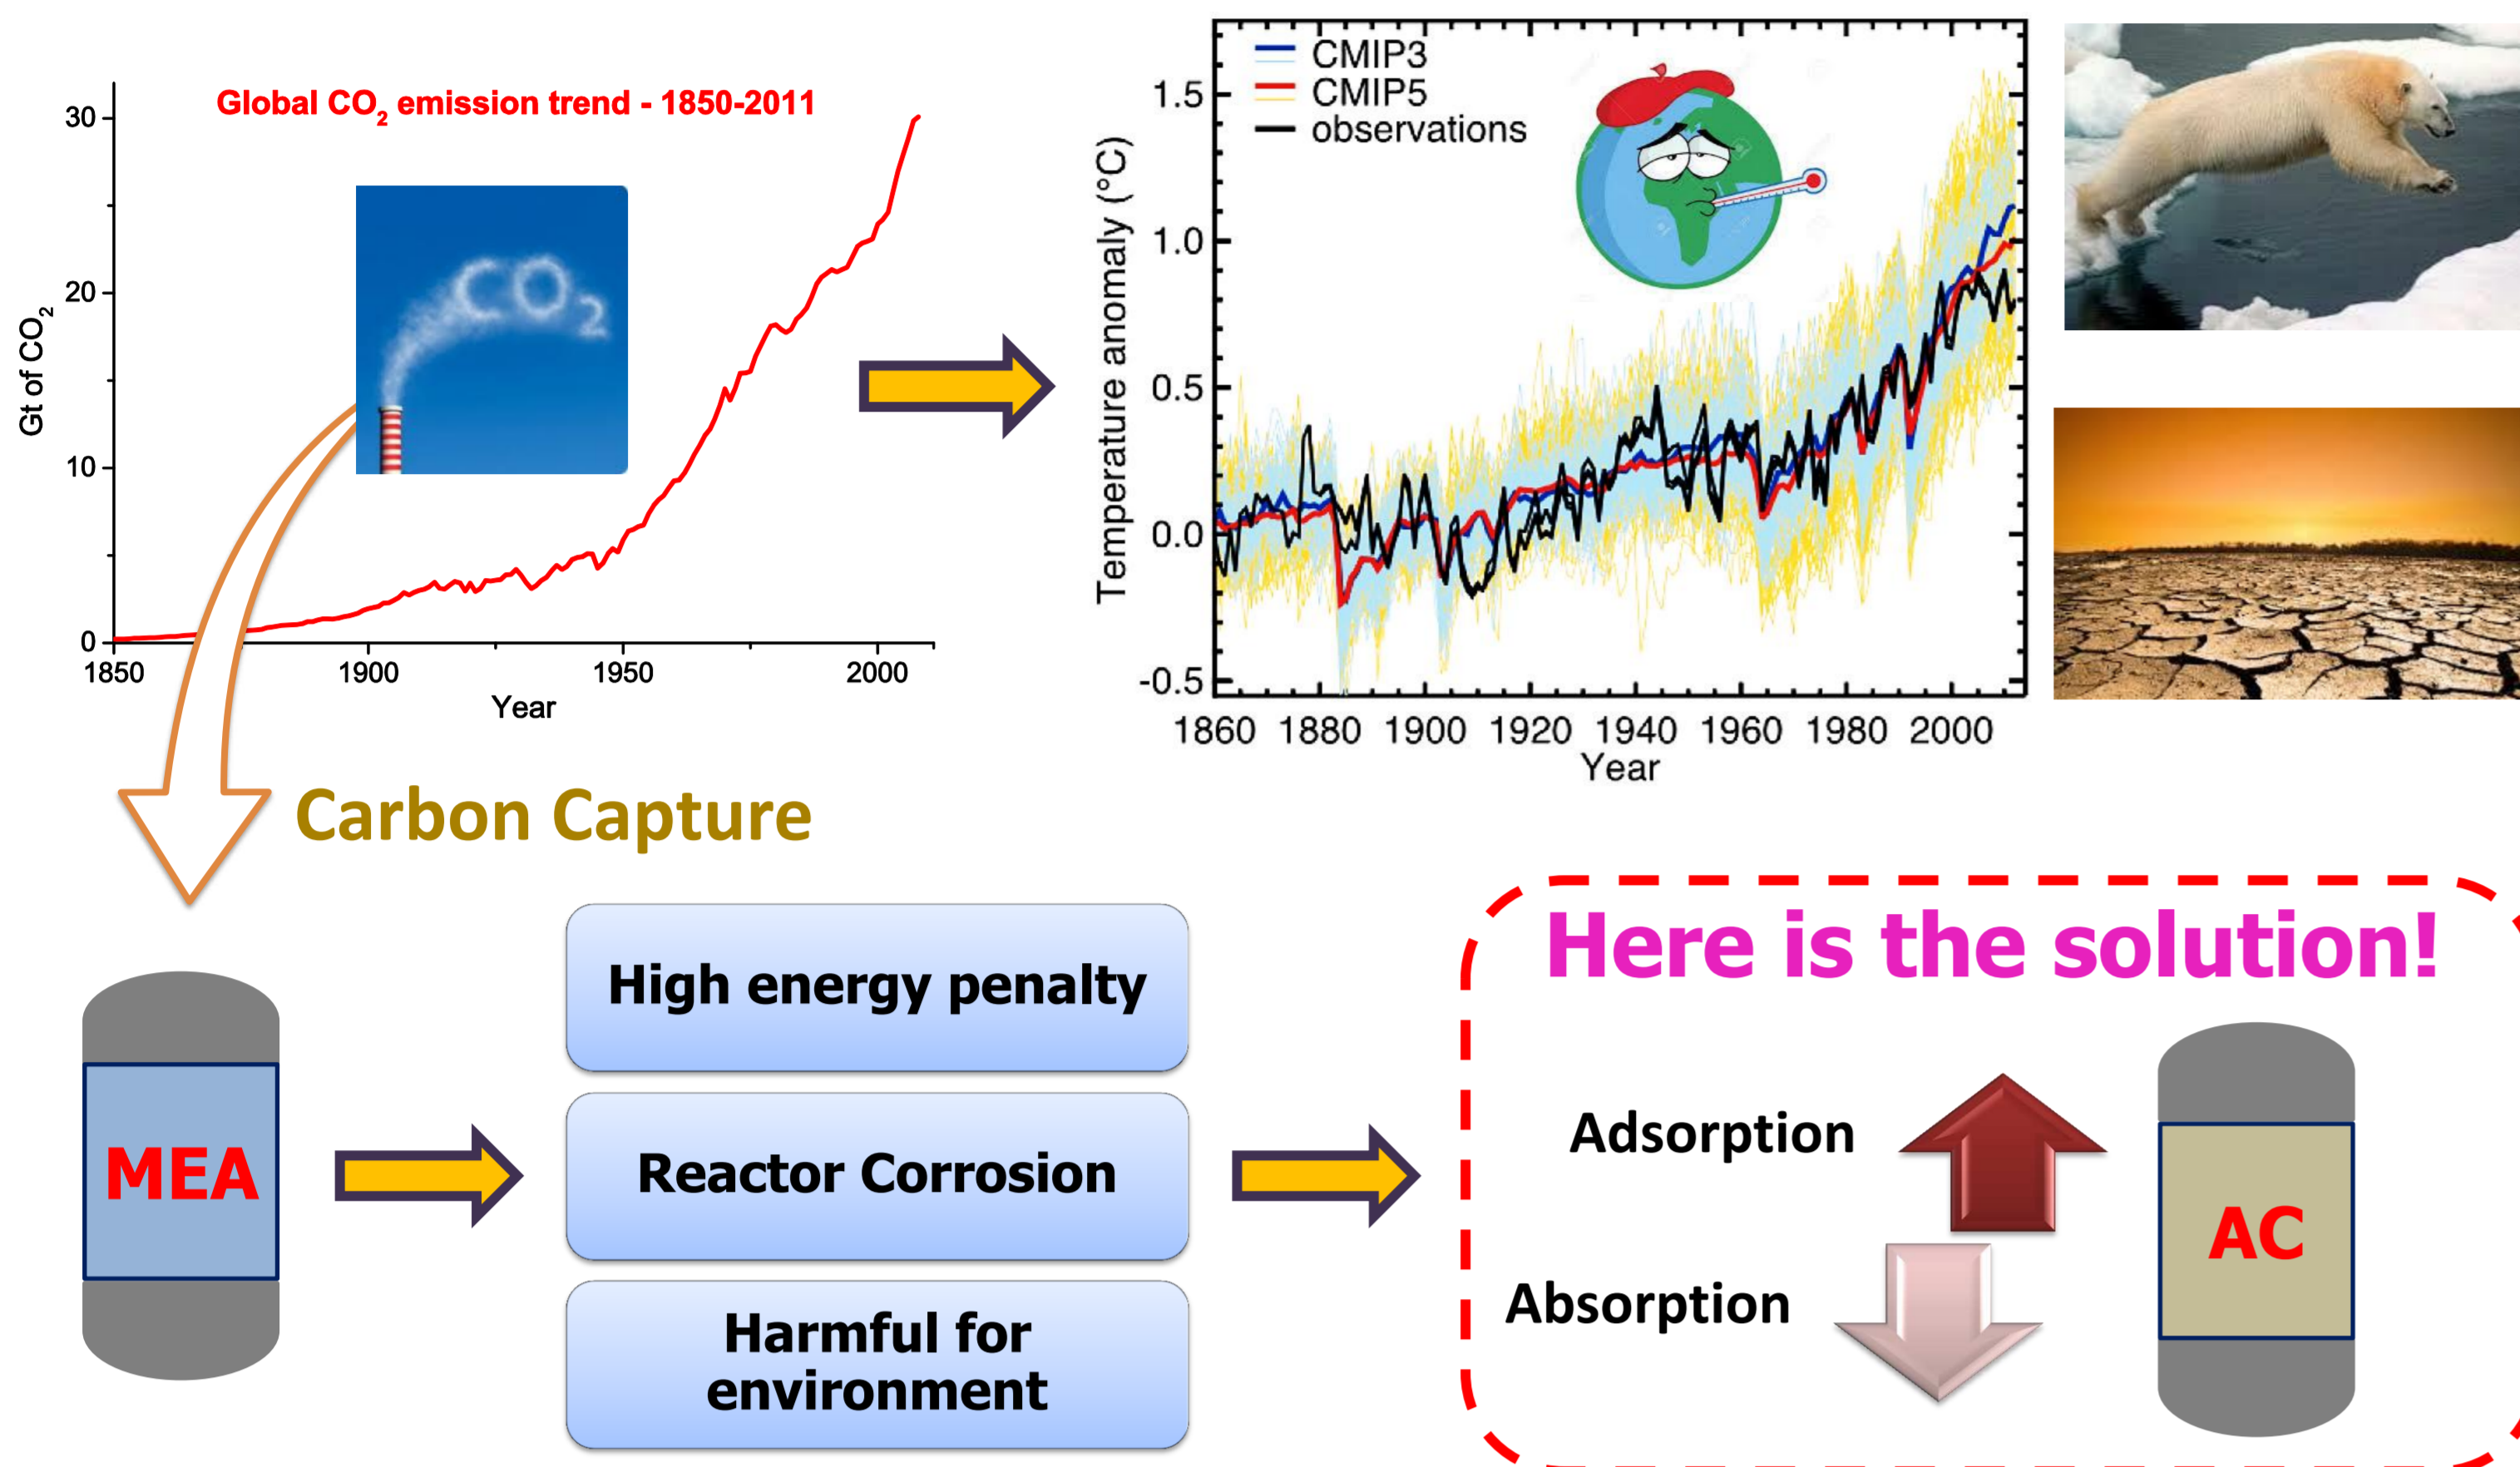 Global CO₂ emission trend - 1850-2011
30
20
10
0
Gt of CO₂
1850 1900 1950 2000
Year
CO₂
CMIP3
CMIP5
observations
Temperature anomaly (°C)
1.5
1.0
0.5
0.0
-0.5
1860 1880 1900 1920 1940 1960 1980 2000
Year
Carbon Capture
MEA
High energy penalty
Reactor Corrosion
Harmful for
environment
Here is the solution!
Adsorption
Absorption
AC